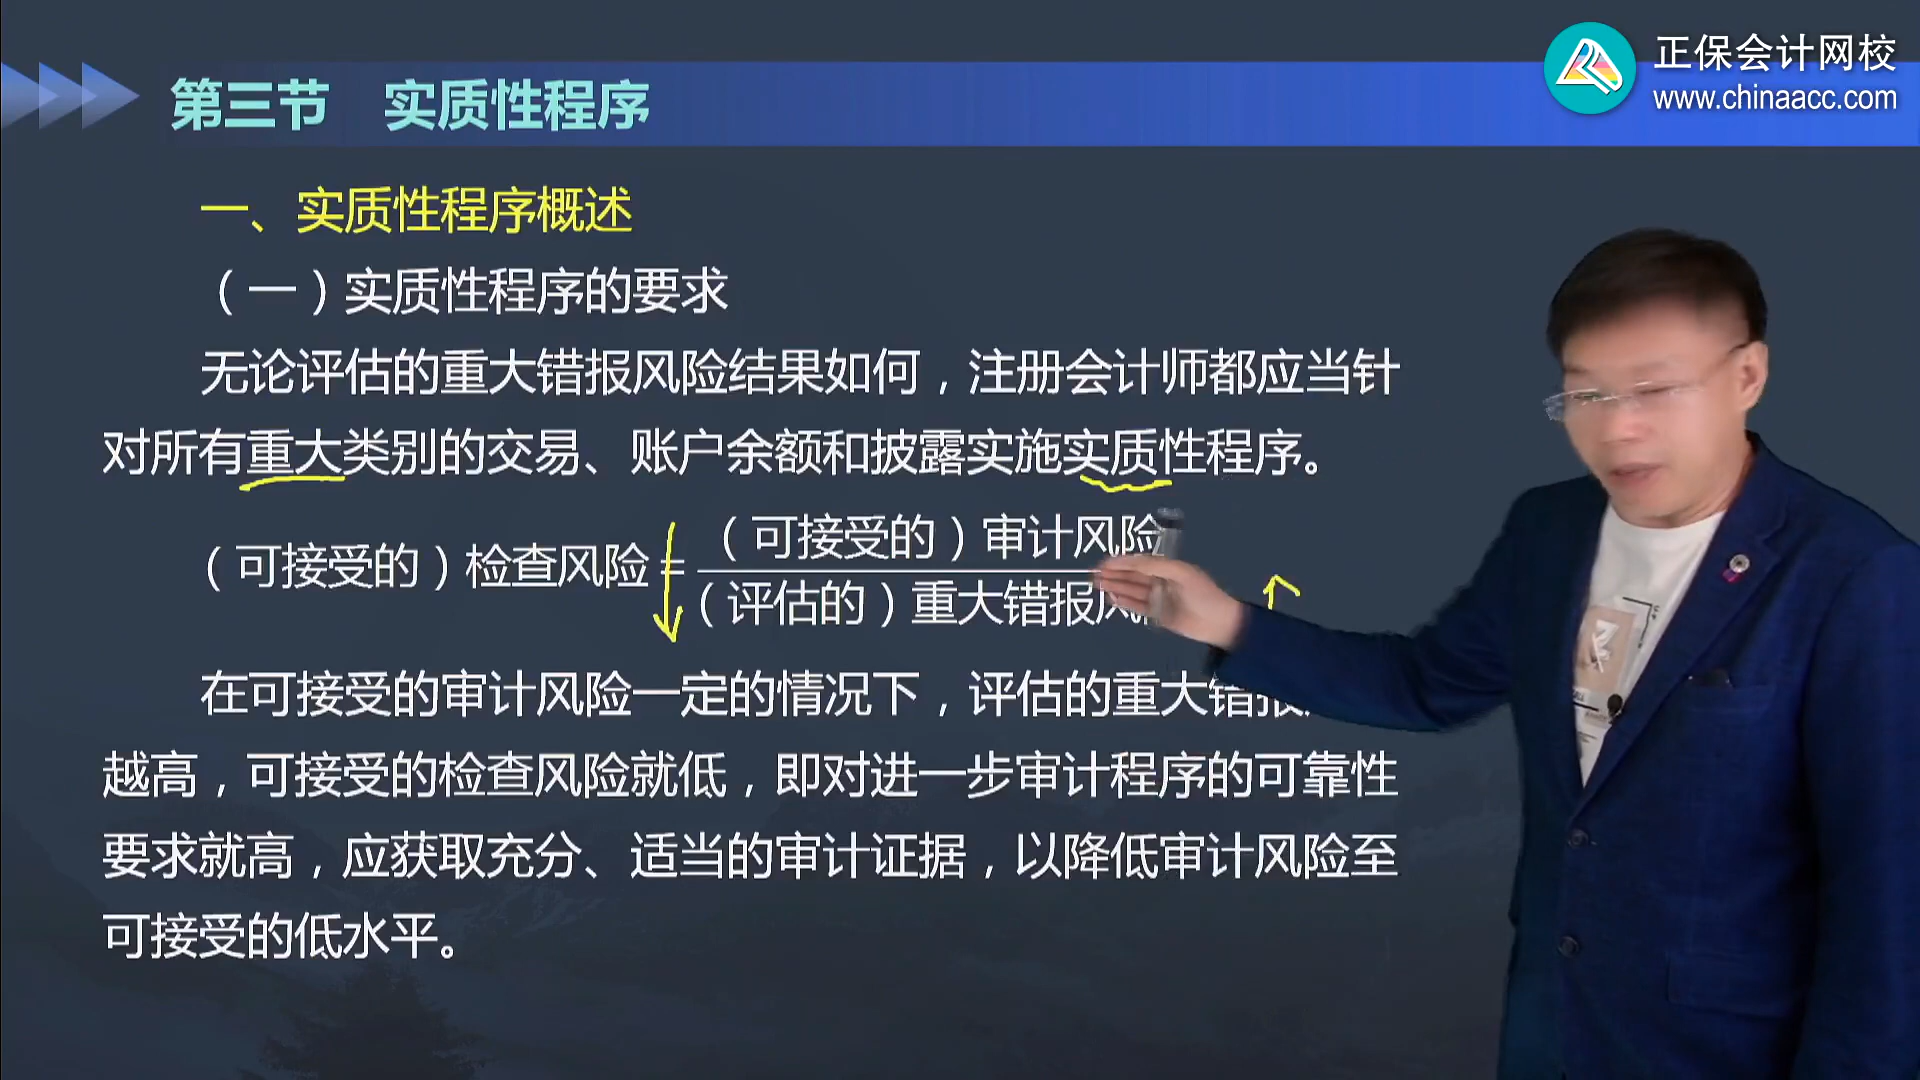 正保会计网校
www.chinaacc.com
第三节 实质性程序
一、实质性程序概述
（一）实质性程序的要求
无论评估的重大错报风险结果如何，注册会计师都应当针
对所有重大类别的交易、账户余额和披露实施实质性程序。
（可接受的）审计风险
（可接受的）检查风险=
（评估的）重大错报风
在可接受的审计风险一定的情况下，评估的重大错报
越高，可接受的检查风险就低，即对进一步审计程序的可靠性
要求就高，应获取充分、适当的审计证据，以降低审计风险至
可接受的低水平。